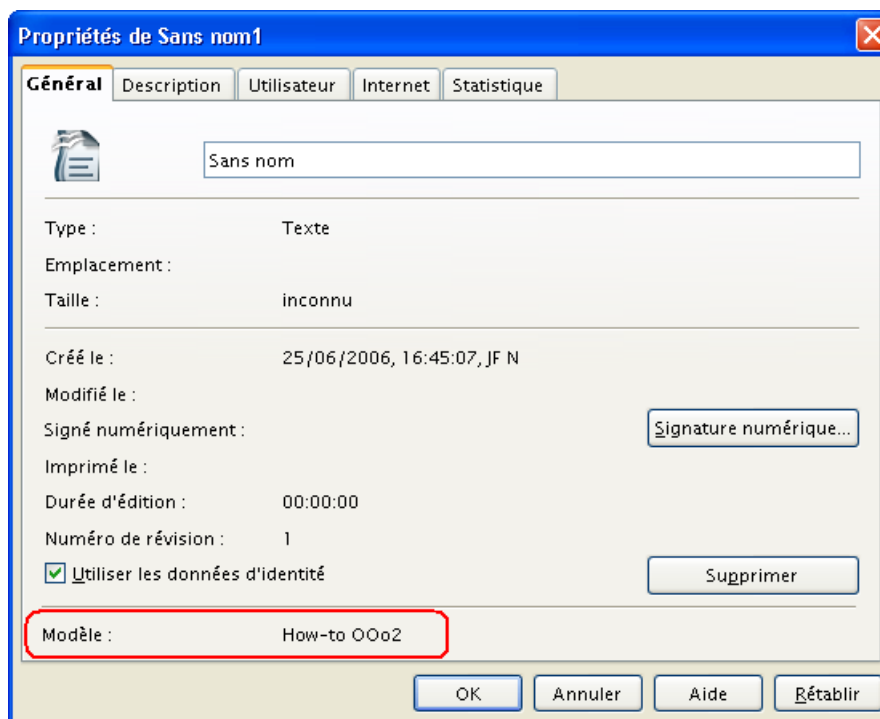 Propriétés de Sans nom1
Général Description Utilisateur Internet Statistique
Sans nom
Type : Texte
Emplacement :
Taille : inconnu
Créé le : 25/06/2006, 16:45:07, JF N
Modifié le :
Signé numériquement : Signature numérique...
Imprimé le :
Durée d'édition : 00:00:00
Numéro de révision : 1
Utiliser les données d'identité Supprimer
Modèle : How-to OOo2
OK Annuler Aide Rétablir